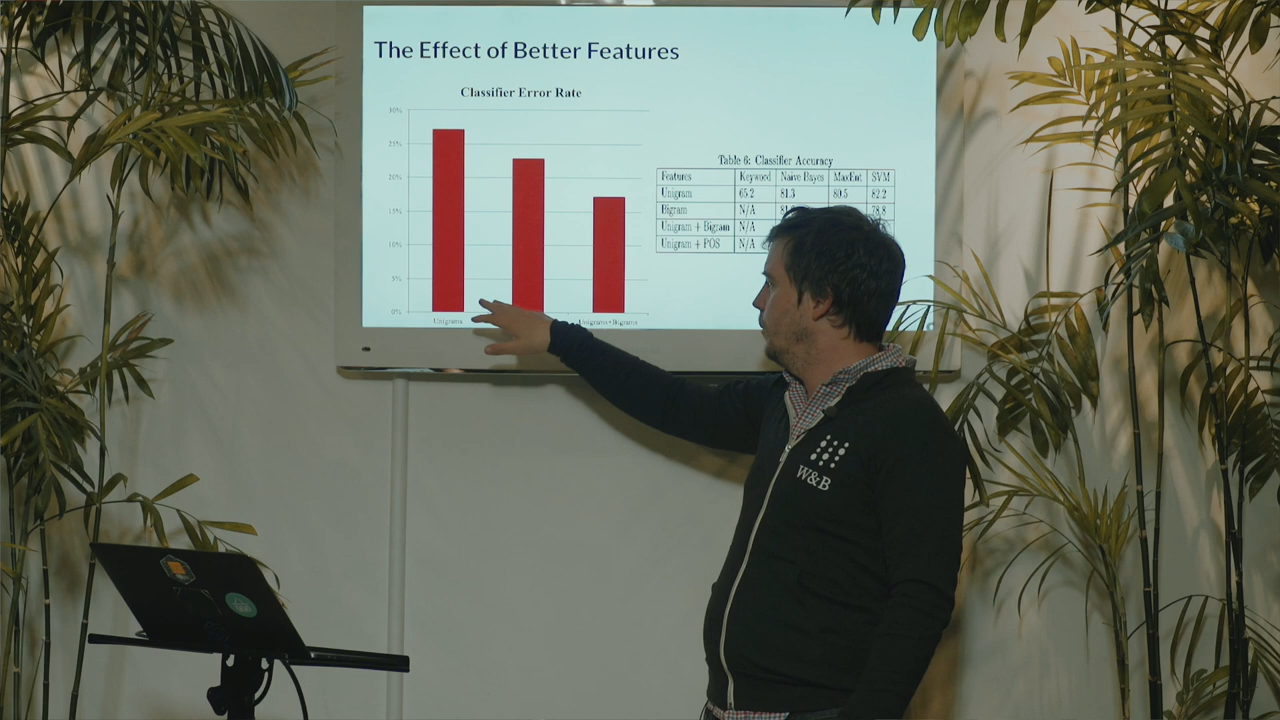 The Effect of Better Features
Classifier Error Rate
30%
25%
20%
15%
10%
5%
0%
Unigrams
Unigrams+Bigrams
Table 6: Classifier Accuracy
Features Keyword Naive Bayes MaxEnt SVM
Unigram 65.2 81.3 80.5 82.2
Bigram N/A 78.8
Unigram + Bigram N/A
Unigram + POS N/A
W&B